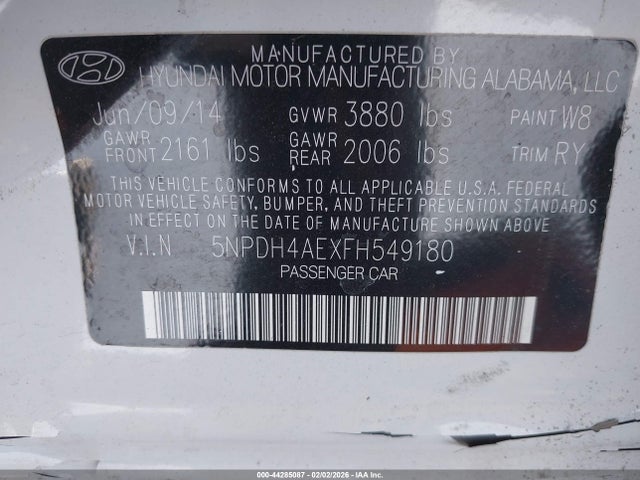 MANUFACTURED BY
HYUNDAI MOTOR MANUFACTURING ALABAMA, LLC
Jun/09/14 GVWR 3880 lbs PAINT W8
GAWR FRONT 2161 lbs GAWR REAR 2006 lbs TRIM RY
THIS VEHICLE CONFORMS TO ALL APPLICABLE U.S.A. FEDERAL
MOTOR VEHICLE SAFETY, BUMPER, AND THEFT PREVENTION STANDARDS
IN EFFECT ON THE DATE OF MANUFACTURE SHOWN ABOVE.
V.I.N 5NPDH4AEXFH549180
PASSENGER CAR
000-44285087 - 02/02/2026 - IAAI.COM